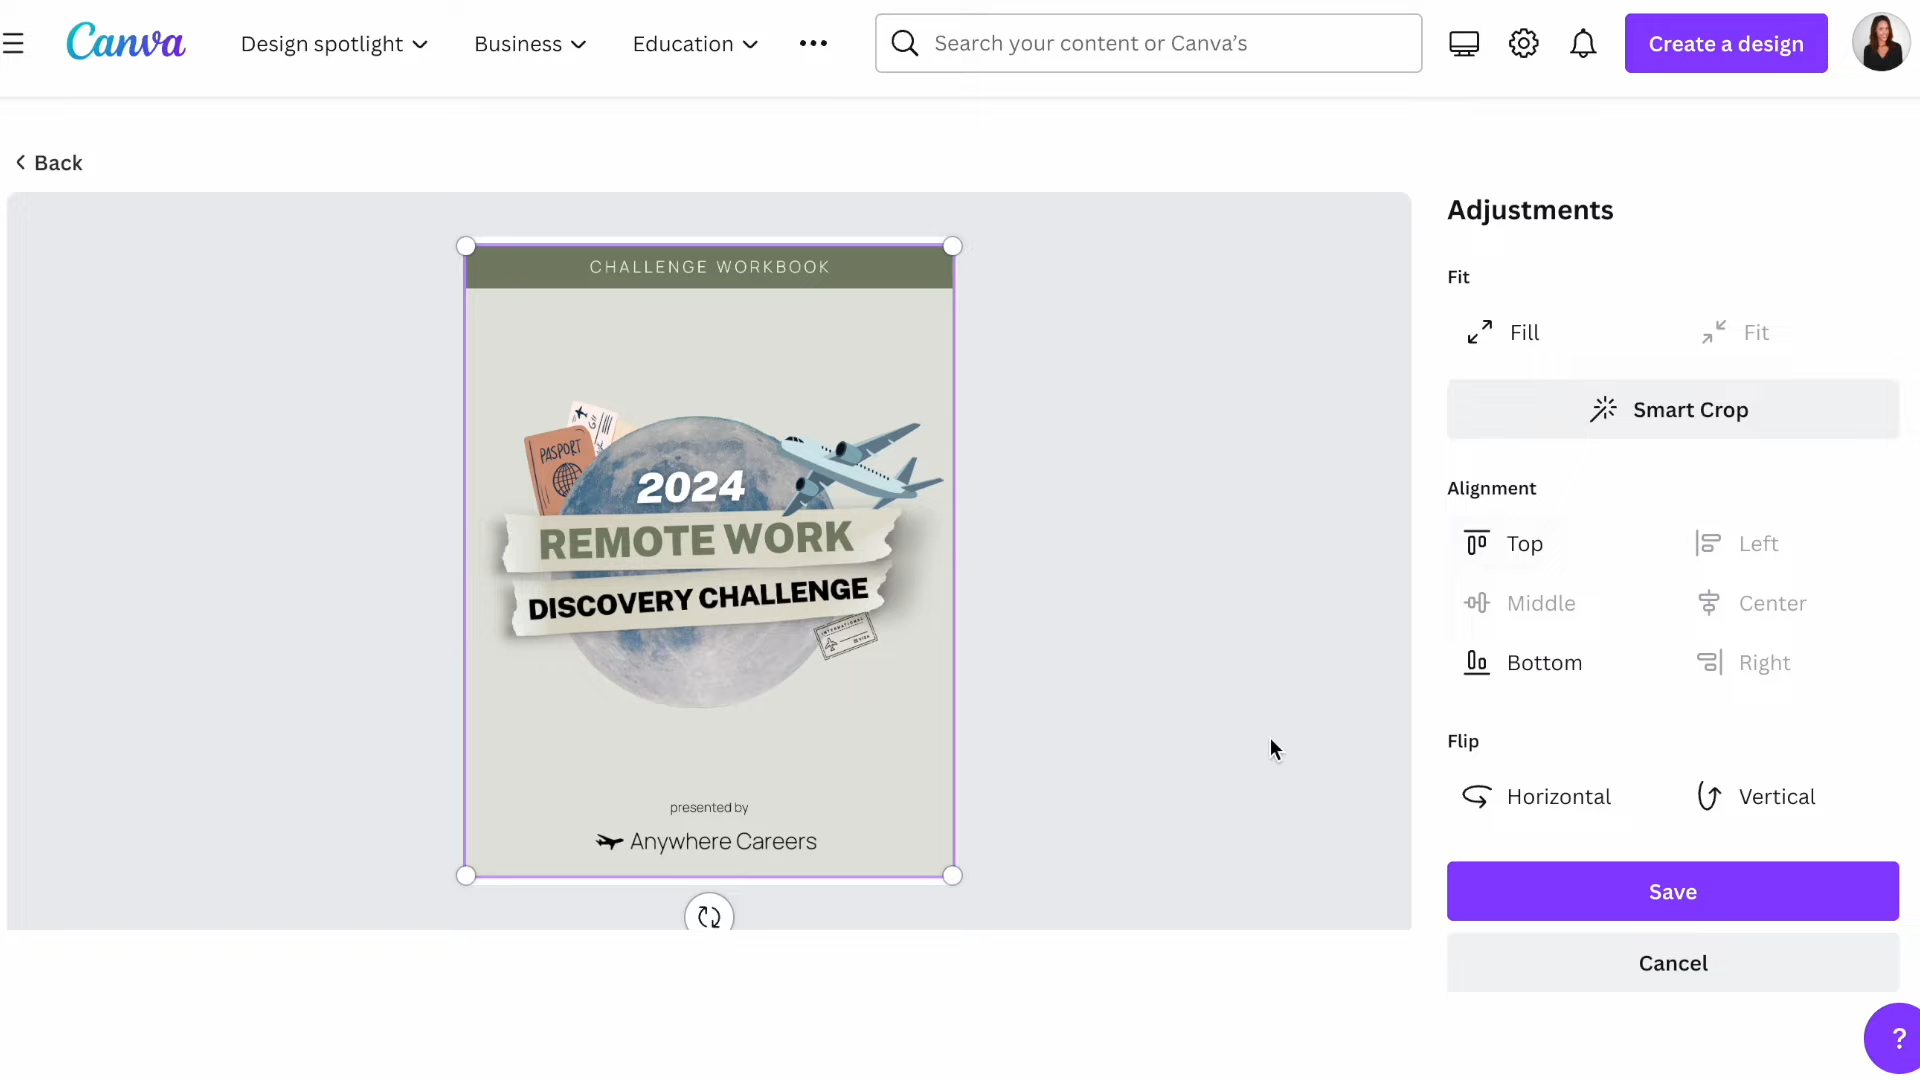 Canva
Design spotlight
Business
Education
Search your content or Canva's
Create a design
Back
CHALLENGE WORKBOOK
PASPORT
2024
REMOTE WORK
DISCOVERY CHALLENGE
INTERNATIONAL
presented by
Anywhere Careers
Adjustments
Fit
Fill
Fit
Smart Crop
Alignment
Top
Left
Middle
Center
Bottom
Right
Flip
Horizontal
Vertical
Save
Cancel
?